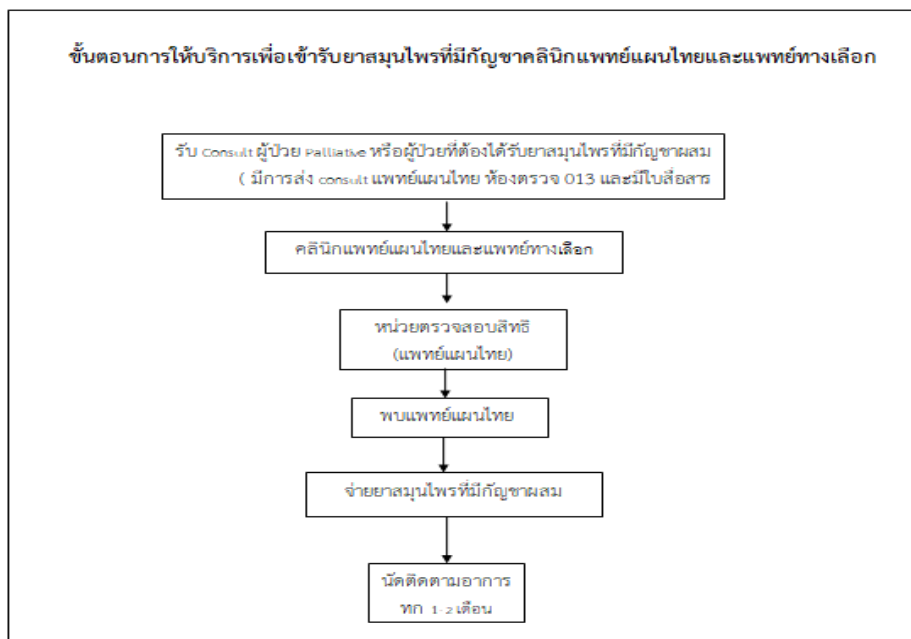 ขั้นตอนการให้บริการเพื่อเข้ารับยาสมุนไพรที่มีกัญชาคลินิกแพทย์แผนไทยและแพทย์ทางเลือก
รับ Consult ผู้ป่วย Palliative หรือผู้ป่วยที่ต้องได้รับยาสมุนไพรที่มีกัญชาผสม
( มีการส่ง consult แพทย์แผนไทย ห้องตรวจ 013 และมีใบสื่อสาร
คลินิกแพทย์แผนไทยและแพทย์ทางเลือก
หน่วยตรวจสอบสิทธิ
(แพทย์แผนไทย)
พบแพทย์แผนไทย
จ่ายยาสมุนไพรที่มีกัญชาผสม
นัดติดตามอาการ
ทก 1-2 เดือน